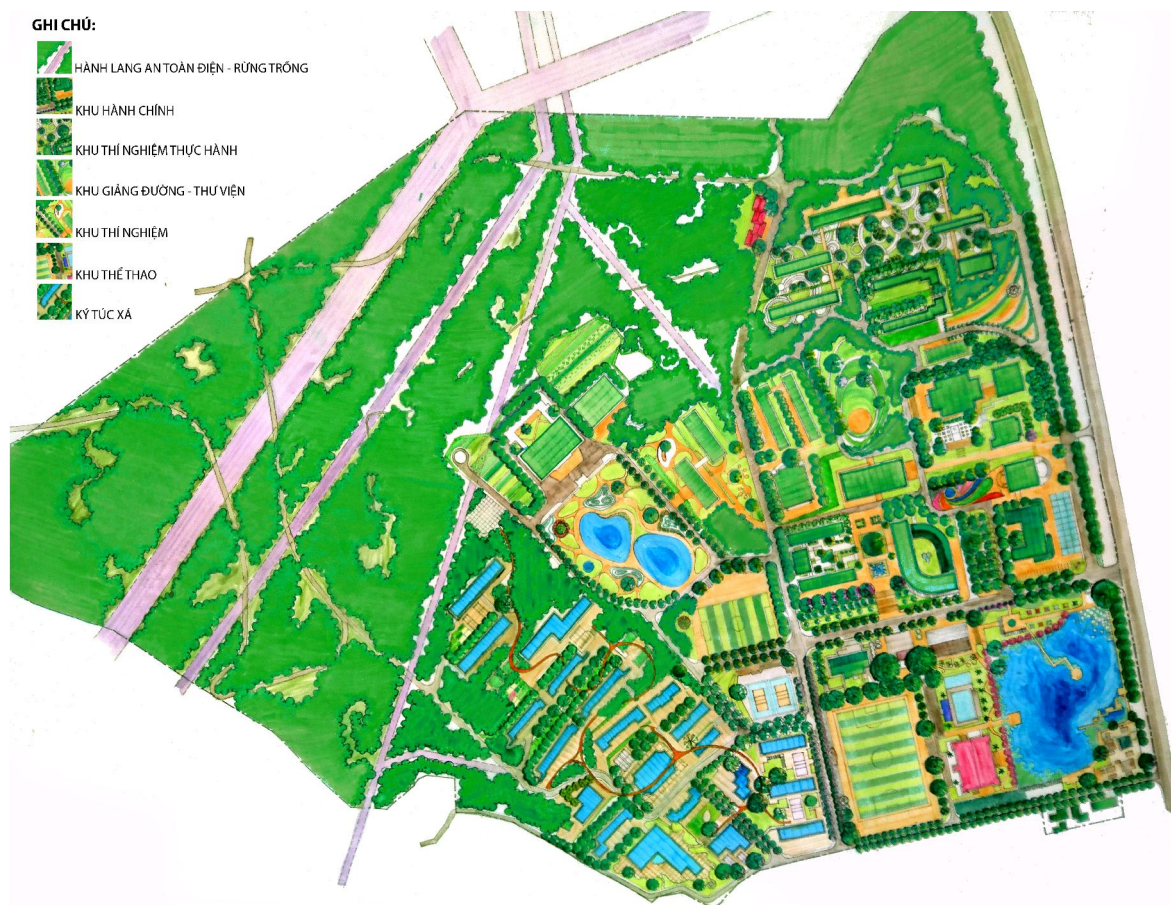 GHI CHÚ:
HÀNH LANG AN TOÀN ĐIỆN - RỪNG TRỒNG
KHU HÀNH CHÍNH
KHU THÍ NGHIỆM THỰC HÀNH
KHU GIẢNG ĐƯỜNG - THƯ VIỆN
KHU THÍ NGHIỆM
KHU THỂ THAO
KÝ TÚC XÁ